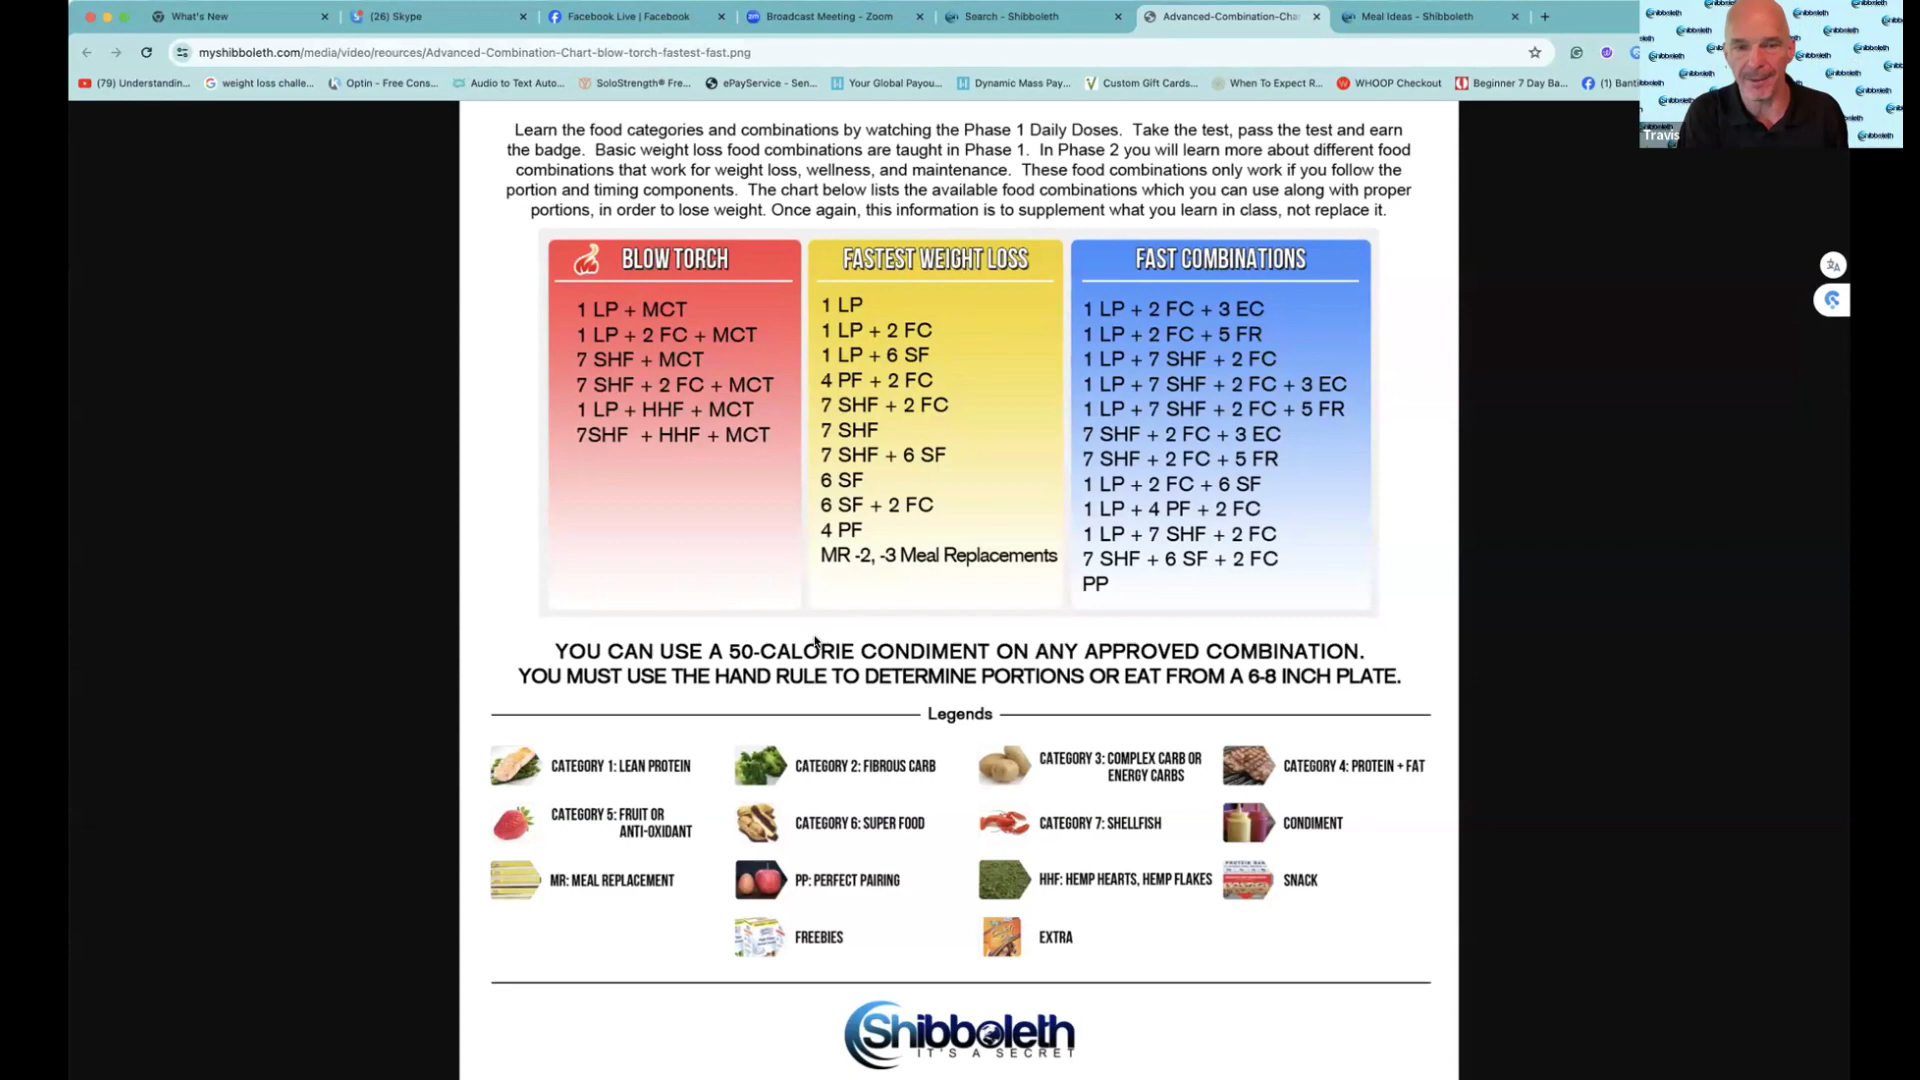 What's New
(26) Skype
Facebook Live | Facebook
Broadcast Meeting - Zoom
Search - Shibboleth
Advanced-Combination-Cha
Meal Ideas - Shibboleth
myshibboleth.com/media/video/reources/Advanced-Combination-Chart-blow-torch-fastest-fast.png
(79) Understandin...
weight loss challe...
Optin - Free Cons...
Audio to Text Auto...
SoloStrength® Fre...
ePayService - Sen...
Your Global Payou...
Dynamic Mass Pay...
Custom Gift Cards...
When To Expect R...
WHOOP Checkout
Beginner 7 Day Ba...
Travis
Learn the food categories and combinations by watching the Phase 1 Daily Doses. Take the test, pass the test and earn
the badge. Basic weight loss food combinations are taught in Phase 1. In Phase 2 you will learn more about different food
combinations that work for weight loss, wellness, and maintenance. These food combinations only work if you follow the
portion and timing components. The chart below lists the available food combinations which you can use along with proper
portions, in order to lose weight. Once again, this information is to supplement what you learn in class, not replace it.
BLOW TORCH
1 LP + MCT
1 LP + 2 FC + MCT
7 SHF + MCT
7 SHF + 2 FC + MCT
1 LP + HHF + MCT
7SHF + HHF + MCT
FASTEST WEIGHT LOSS
1 LP
1 LP + 2 FC
1 LP + 6 SF
4 PF + 2 FC
7 SHF + 2 FC
7 SHF
7 SHF + 6 SF
6 SF
6 SF + 2 FC
4 PF
MR -2, -3 Meal Replacements
FAST COMBINATIONS
1 LP + 2 FC + 3 EC
1 LP + 2 FC + 5 FR
1 LP + 7 SHF + 2 FC
1 LP + 7 SHF + 2 FC + 3 EC
1 LP + 7 SHF + 2 FC + 5 FR
7 SHF + 2 FC + 3 EC
7 SHF + 2 FC + 5 FR
1 LP + 2 FC + 6 SF
1 LP + 4 PF + 2 FC
1 LP + 7 SHF + 2 FC
7 SHF + 6 SF + 2 FC
PP
YOU CAN USE A 50-CALORIE CONDIMENT ON ANY APPROVED COMBINATION.
YOU MUST USE THE HAND RULE TO DETERMINE PORTIONS OR EAT FROM A 6-8 INCH PLATE.
Legends
CATEGORY 1: LEAN PROTEIN
CATEGORY 2: FIBROUS CARB
CATEGORY 3: COMPLEX CARB OR
ENERGY CARBS
CATEGORY 4: PROTEIN + FAT
CATEGORY 5: FRUIT OR
ANTI-OXIDANT
CATEGORY 6: SUPER FOOD
CATEGORY 7: SHELLFISH
CONDIMENT
MR: MEAL REPLACEMENT
PP: PERFECT PAIRING
HHF: HEMP HEARTS, HEMP FLAKES
SNACK
FREEBIES
EXTRA
Shibboleth
IT'S A SECRET